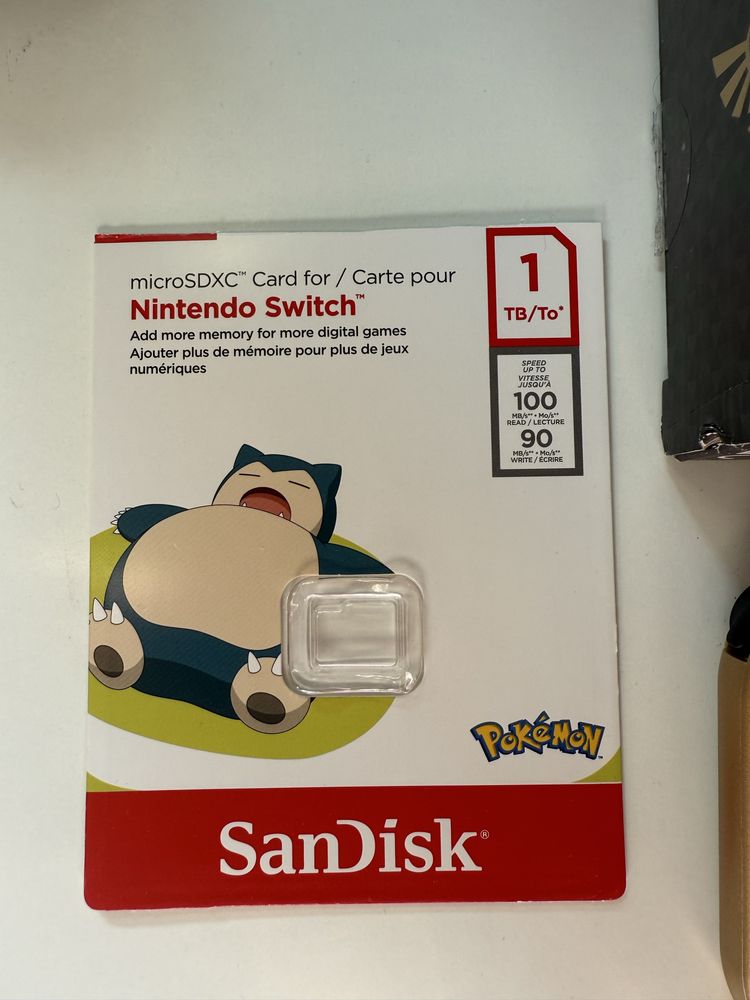 microSDXC™ Card for / Carte pour
Nintendo Switch™
Add more memory for more digital games
Ajouter plus de mémoire pour plus de jeux
numériques
1
TB/To*
SPEED
UP TO
VITESSE
JUSQU'À
100
MB/s** • Mo/s**
READ / LECTURE
90
MB/s** • Mo/s**
WRITE / ÉCRIRE
POKéMON™
SanDisk®